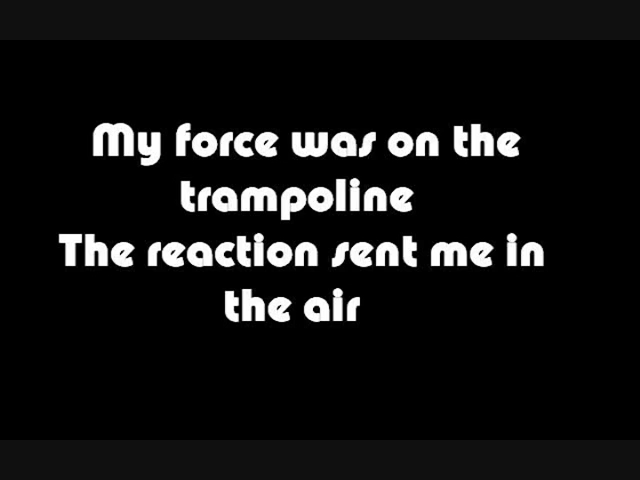 My force was on the
trampoline
The reaction sent me in
the air